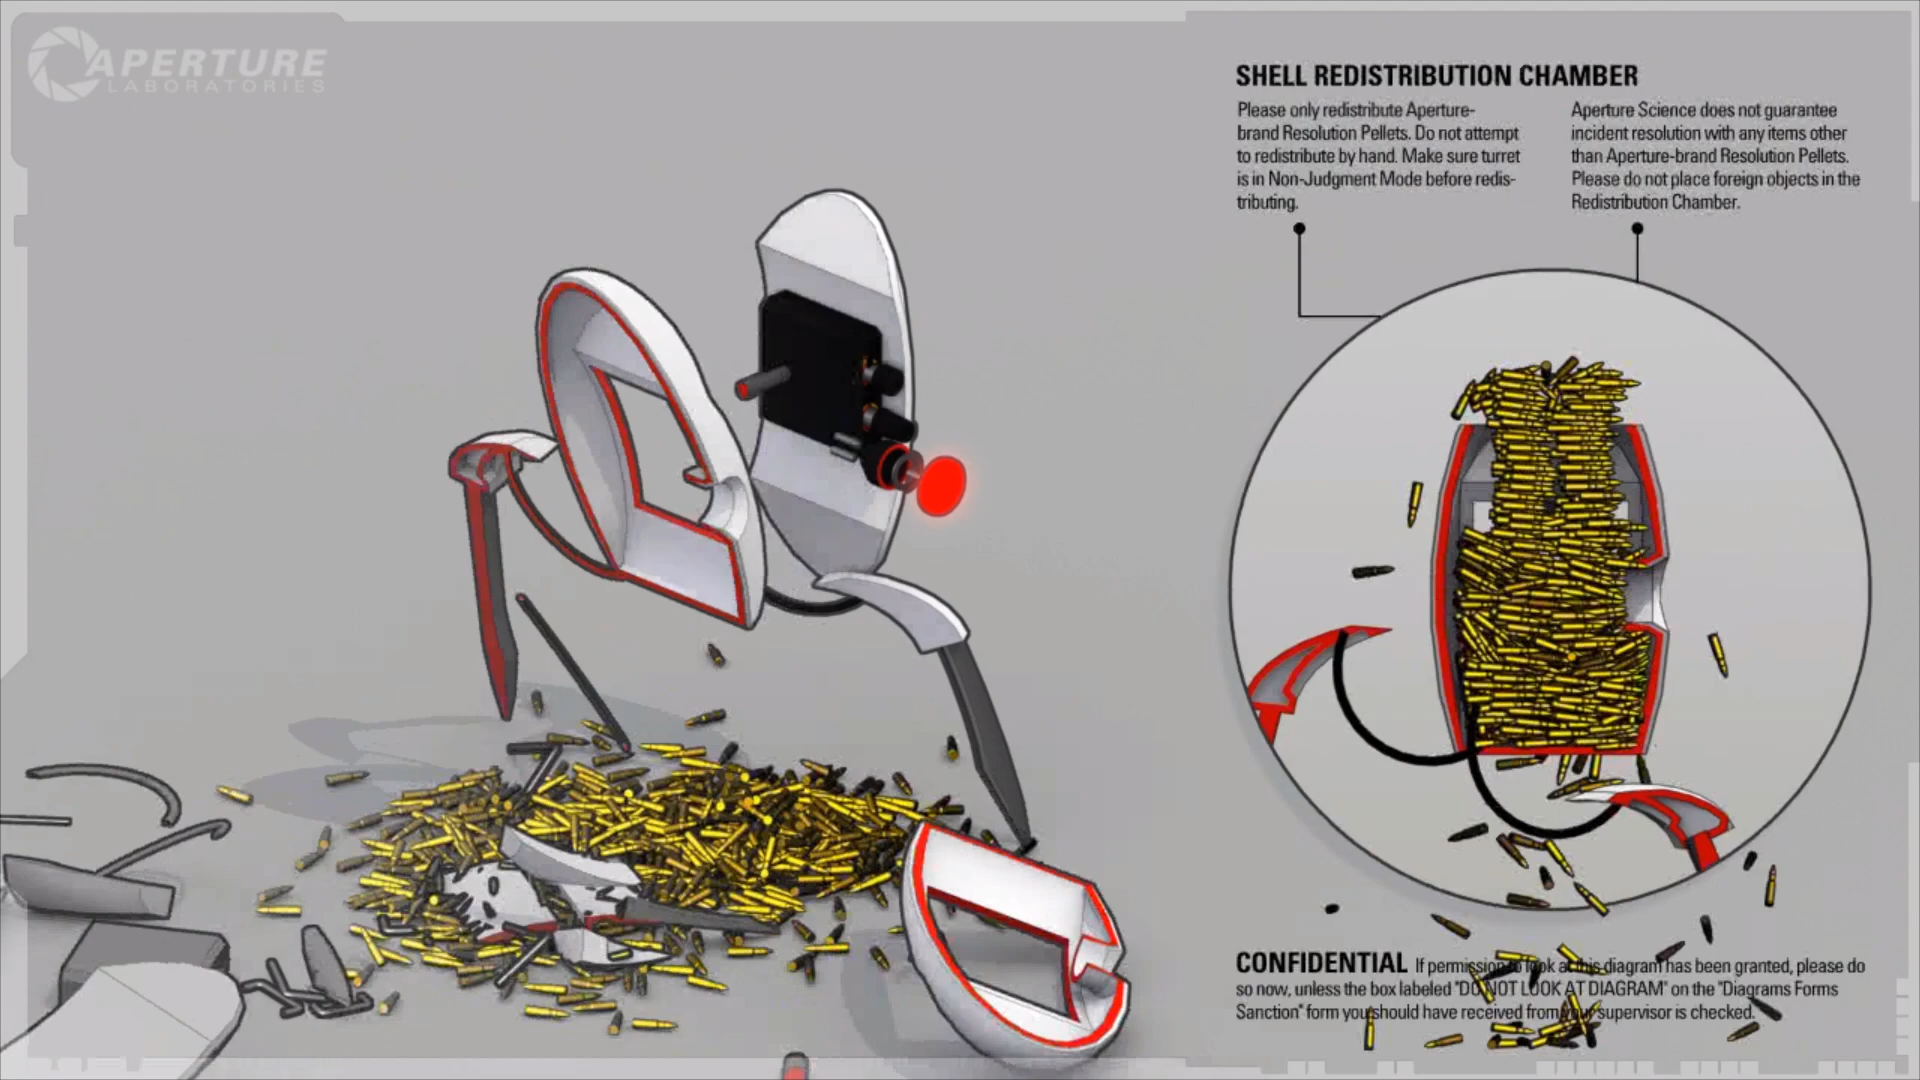 APERTURE
LABORATORIES
SHELL REDISTRIBUTION CHAMBER
Please only redistribute Aperture-
brand Resolution Pellets. Do not attempt
to redistribute by hand. Make sure turret
is in Non-Judgment Mode before redis-
tributing.
Aperture Science does not guarantee
incident resolution with any items other
than Aperture-brand Resolution Pellets.
Please do not place foreign objects in the
Redistribution Chamber.
CONFIDENTIAL If permission to look at this diagram has been granted, please do
so now, unless the box labeled "DO NOT LOOK AT DIAGRAM" on the "Diagrams Forms
Sanction" form you should have received from your supervisor is checked.